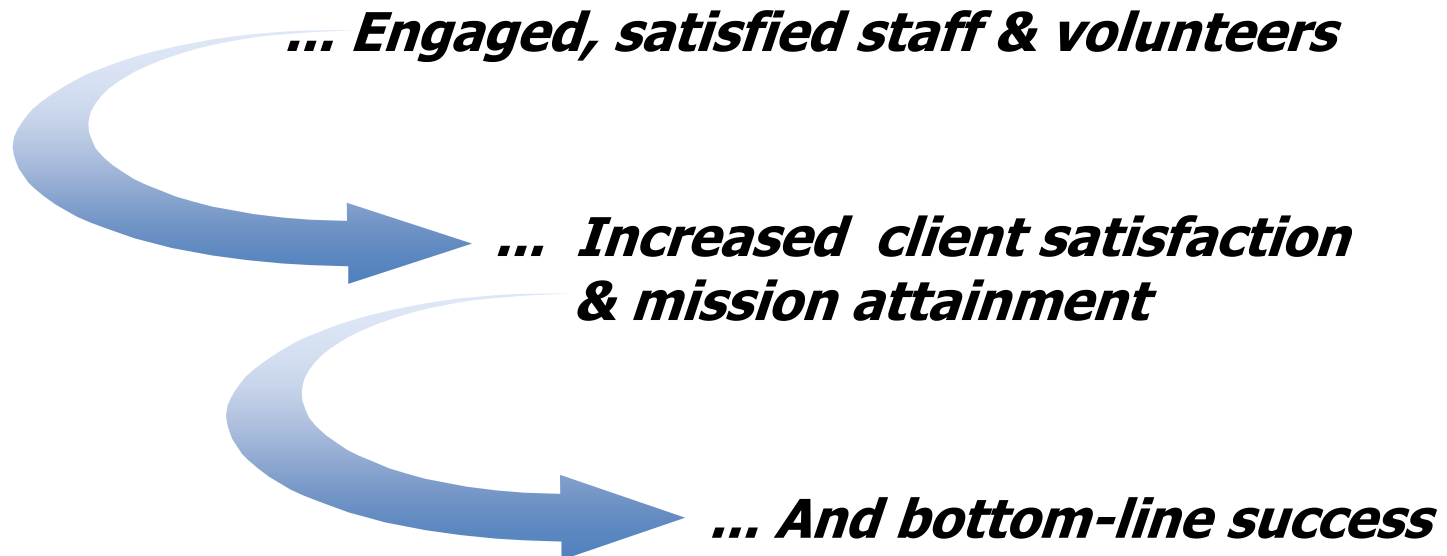 ... Engaged, satisfied staff & volunteers
... Increased client satisfaction
& mission attainment
... And bottom-line success